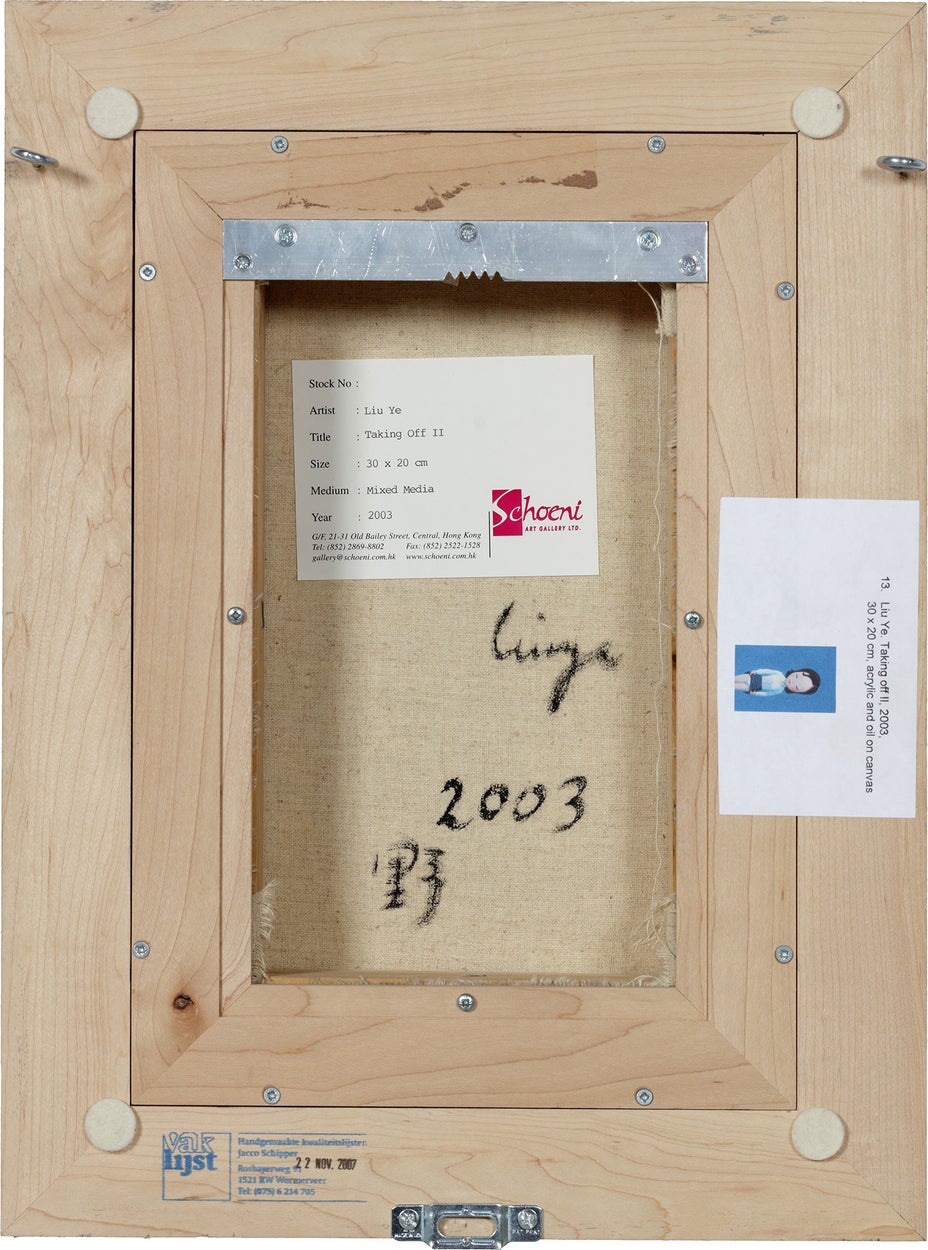 Stock No :
Artist : Liu Ye
Title : Taking Off II
Size : 30 x 20 cm
Medium : Mixed Media
Year : 2003
Schoeni
ART GALLERY LTD.
G/F, 21-31 Old Bailey Street, Central, Hong Kong
Tel: (852) 2869-8802 Fax: (852) 2522-1528
gallery@schoeni.com.hk www.schoeni.com.hk
13. Liu Ye. Taking off II, 2003,
30 x 20 cm, acrylic and oil on canvas
liuye
2003
野
vak
lijst
Handgemaakte kwaliteitslijsten
Jacco Schipper
22 NOV. 2007
1521 RW Wormerveer
Tel: (075) 6 214 705